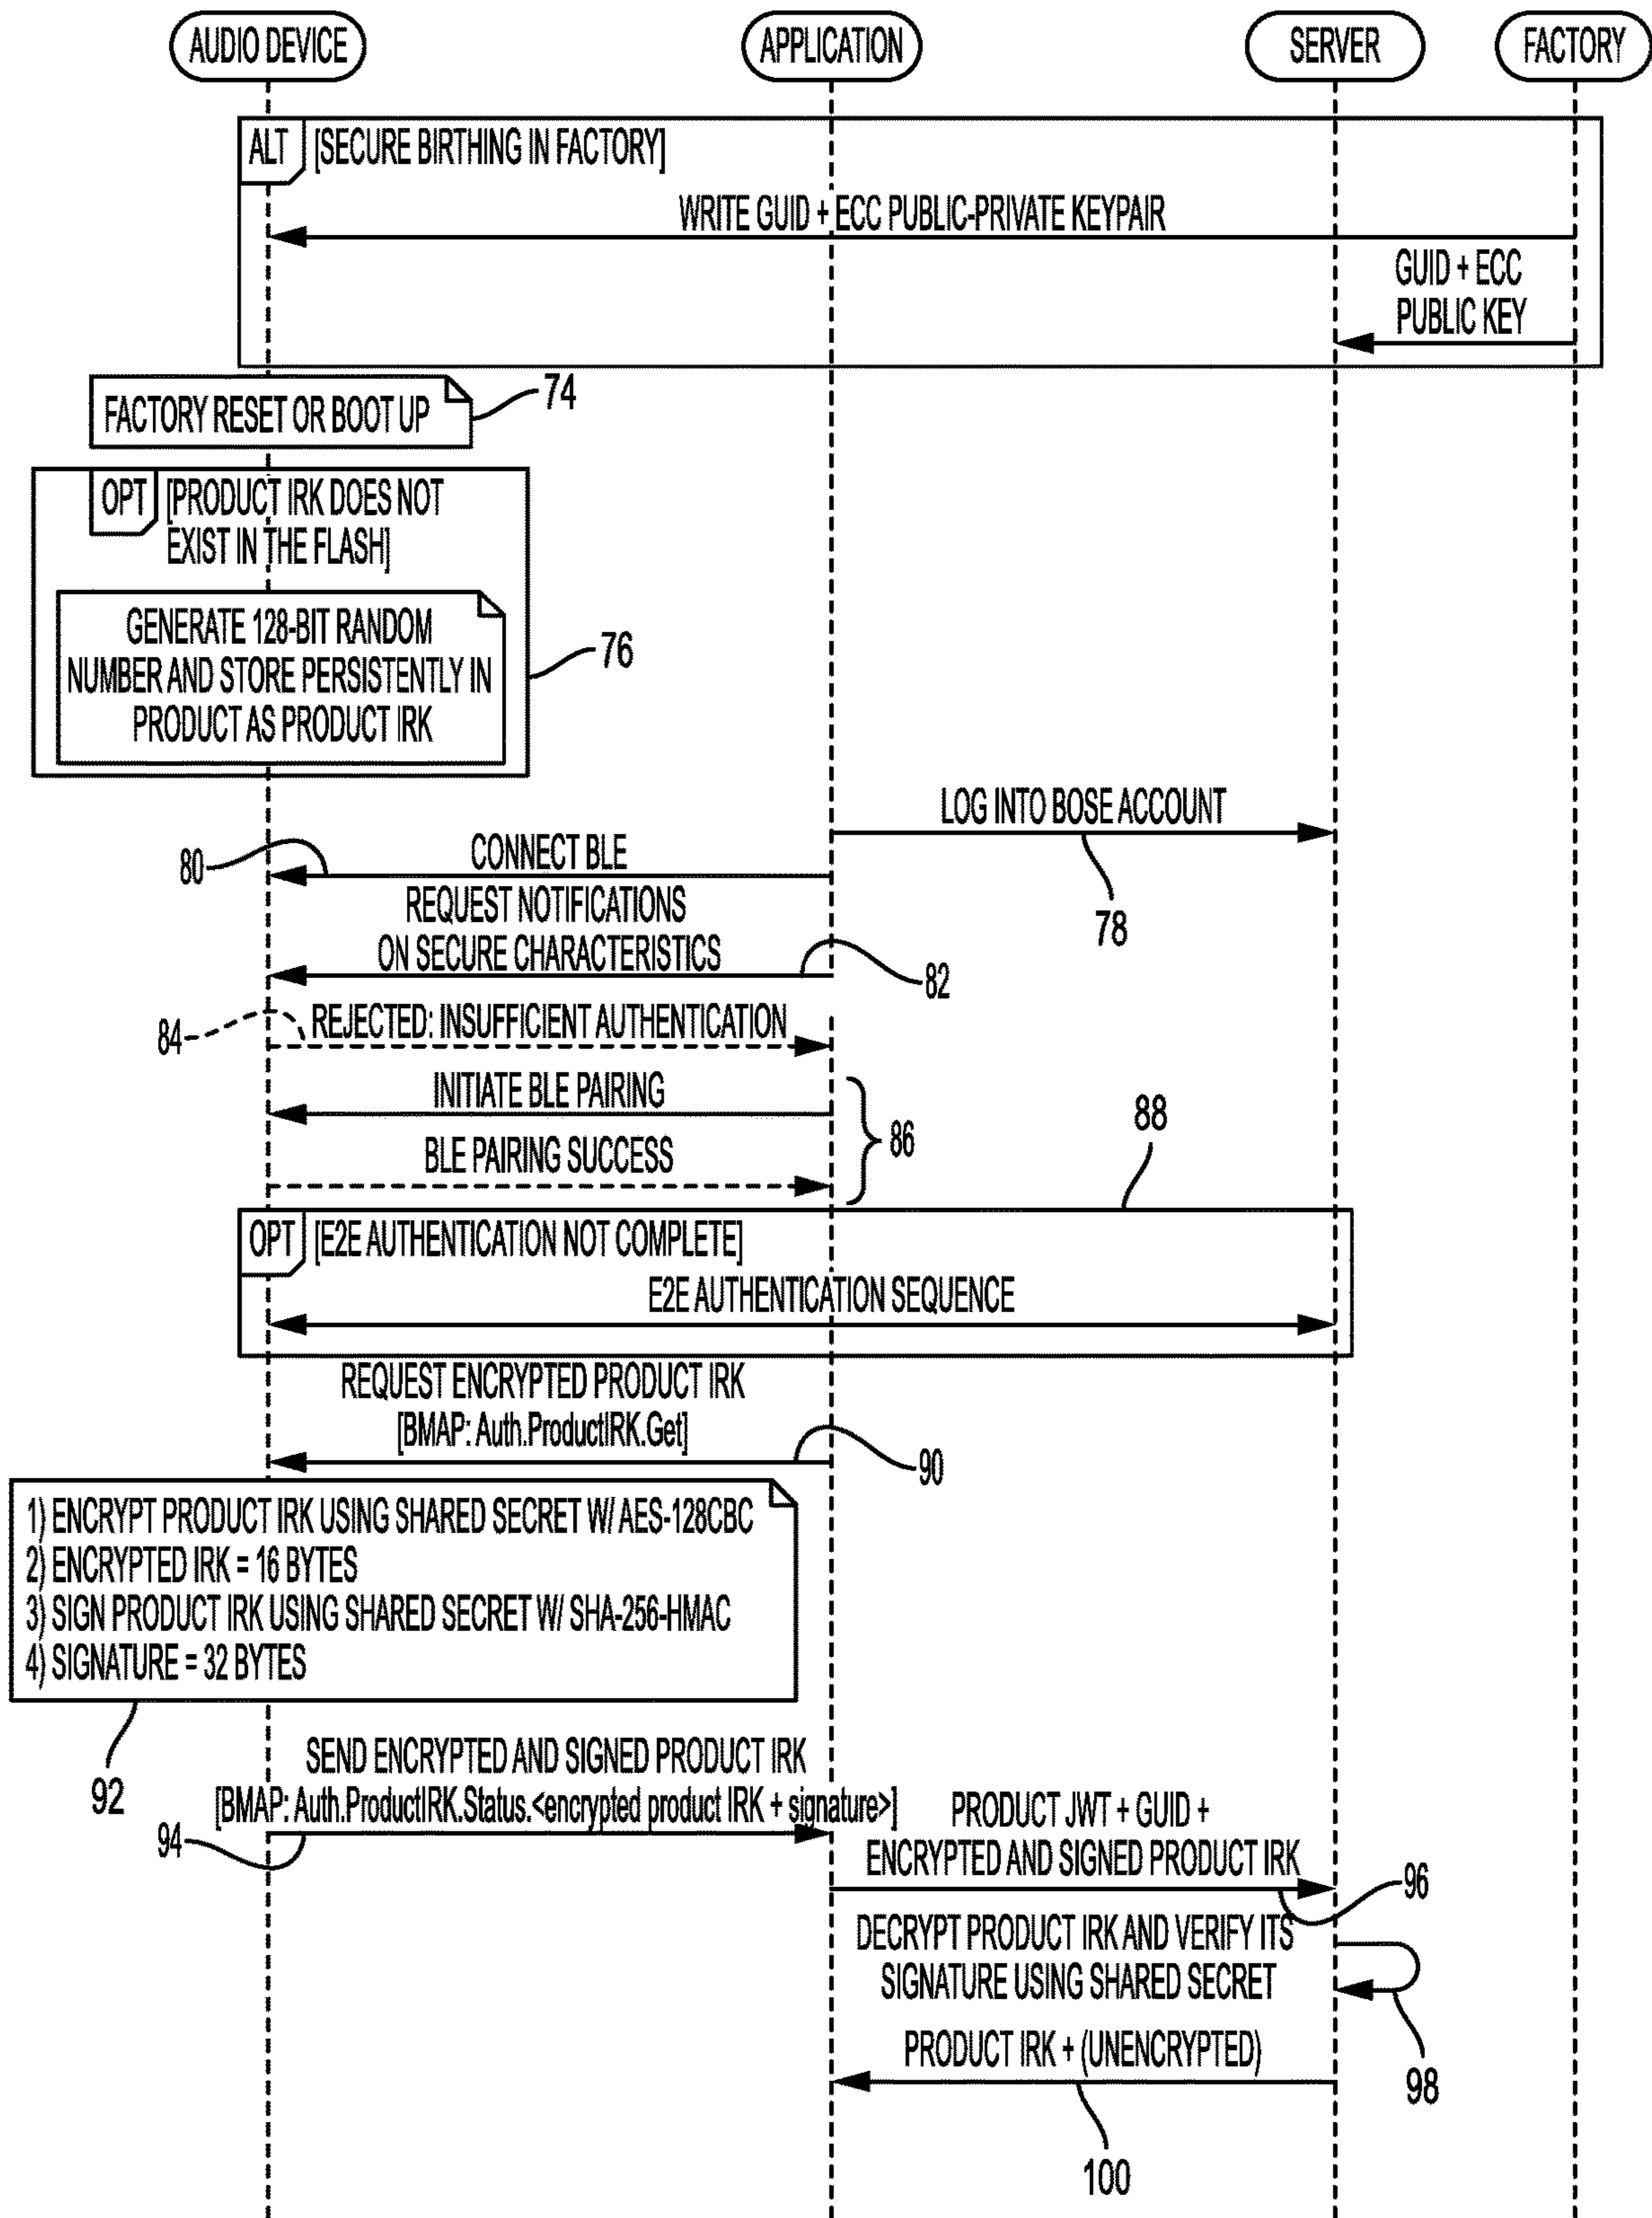 AUDIO DEVICE
APPLICATION
SERVER
FACTORY
ALT
[SECURE BIRTHING IN FACTORY]
WRITE GUID + ECC PUBLIC-PRIVATE KEYPAIR
GUID + ECC
PUBLIC KEY
FACTORY RESET OR BOOT UP
74
OPT
[PRODUCT IRK DOES NOT
EXIST IN THE FLASH]
GENERATE 128-BIT RANDOM
NUMBER AND STORE PERSISTENTLY IN
PRODUCT AS PRODUCT IRK
76
LOG INTO BOSE ACCOUNT
78
80
CONNECT BLE
REQUEST NOTIFICATIONS
ON SECURE CHARACTERISTICS
82
84
REJECTED: INSUFFICIENT AUTHENTICATION
INITIATE BLE PAIRING
BLE PAIRING SUCCESS
86
88
OPT
[E2E AUTHENTICATION NOT COMPLETE]
E2E AUTHENTICATION SEQUENCE
REQUEST ENCRYPTED PRODUCT IRK
[BMAP: Auth.ProductIRK.Get]
90
1) ENCRYPT PRODUCT IRK USING SHARED SECRET W/ AES-128CBC
2) ENCRYPTED IRK = 16 BYTES
3) SIGN PRODUCT IRK USING SHARED SECRET W/ SHA-256-HMAC
4) SIGNATURE = 32 BYTES
92
SEND ENCRYPTED AND SIGNED PRODUCT IRK
[BMAP: Auth.ProductIRK.Status.<encrypted product IRK + signature>]
94
PRODUCT JWT + GUID +
ENCRYPTED AND SIGNED PRODUCT IRK
96
DECRYPT PRODUCT IRK AND VERIFY ITS
SIGNATURE USING SHARED SECRET
98
PRODUCT IRK + (UNENCRYPTED)
100